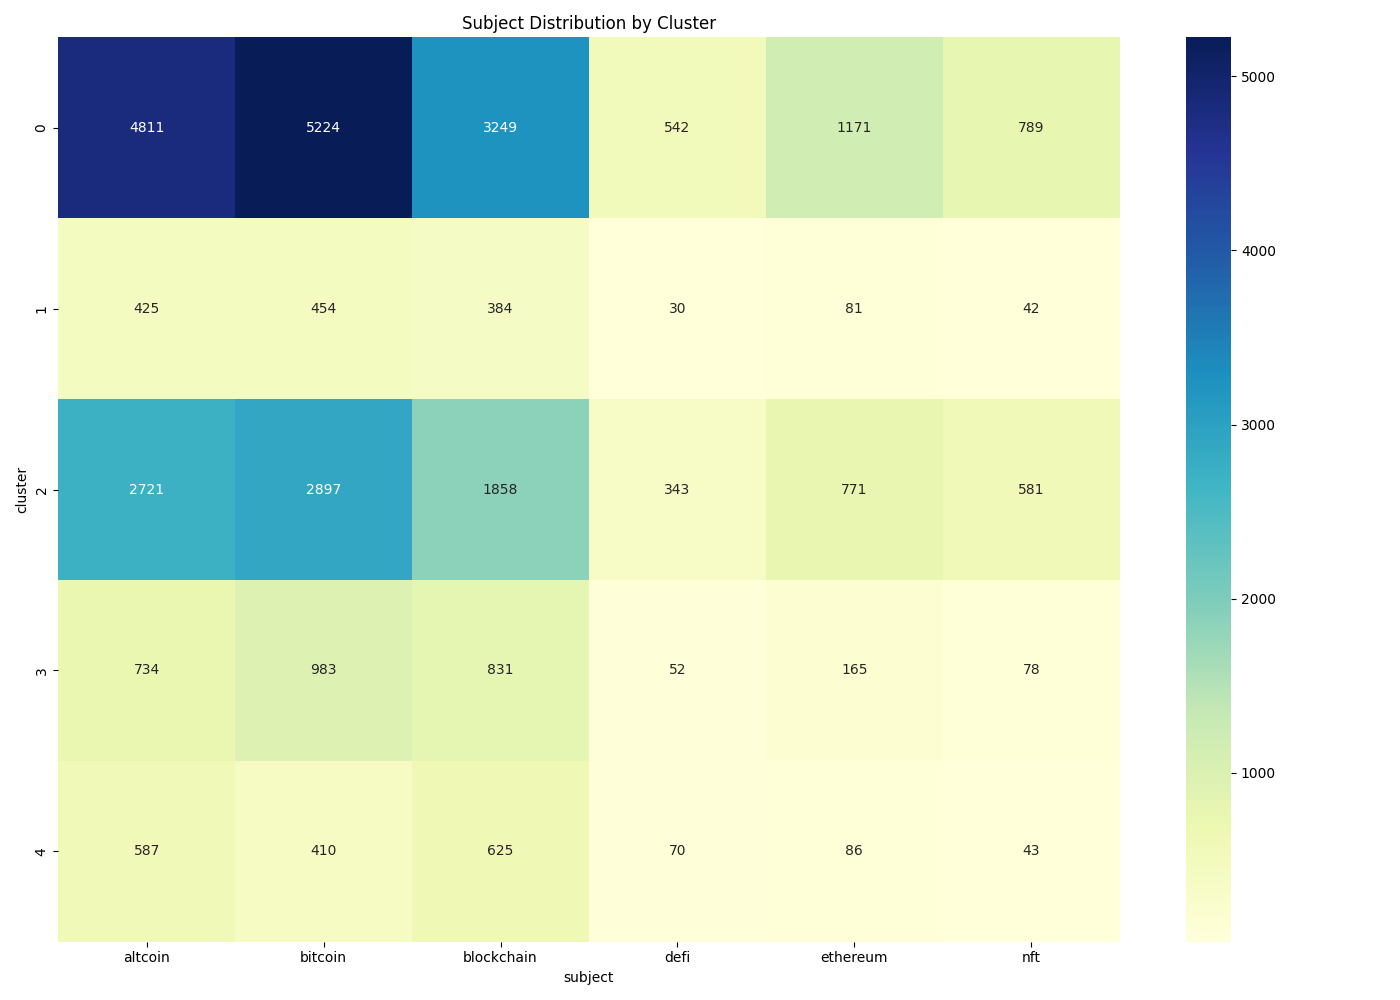 Subject Distribution by Cluster
cluster
0
4811 5224 3249 542 1171 789
1
425 454 384 30 81 42
2
2721 2897 1858 343 771 581
3
734 983 831 52 165 78
4
587 410 625 70 86 43
altcoin bitcoin blockchain defi ethereum nft
subject
5000
4000
3000
2000
1000